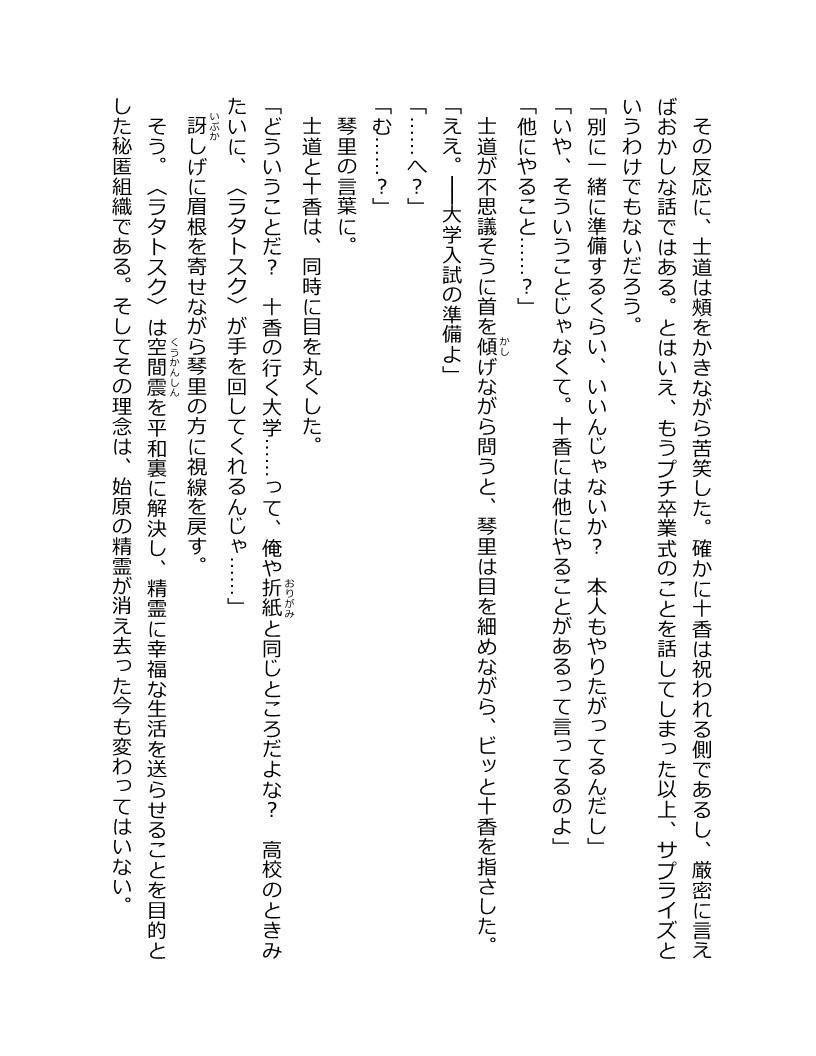 その反応に、士道は頰をかきながら苦笑した。確かに十香は祝われる側であるし、厳密に言え
ばおかしな話ではある。とはいえ、もうプチ卒業式のことを話してしまった以上、サプライズと
いうわけでもないだろう。
「別に一緒に準備するくらい、いいんじゃないか？　本人もやりたがってるんだし」
「いや、そういうことじゃなくて。十香には他にやることがあるって言ってるのよ」
「他にやること……？」
士道が不思議そうに首を傾かしげながら問うと、琴里は目を細めながら、ビッと十香を指さした。
「ええ。――大学入試の準備よ」
「……へ？」
「む……？」
琴里の言葉に。
士道と十香は、同時に目を丸くした。
「どういうことだ？　十香の行く大学……って、俺や折紙おりがみと同じところだよな？　高校のときみ
たいに、〈ラタトスク〉が手を回してくれるんじゃ……」
訝いぶかしげに眉根を寄せながら琴里の方に視線を戻す。
そう。〈ラタトスク〉は空間震くうかんしんを平和裏に解決し、精霊に幸福な生活を送らせることを目的と
した秘匿組織である。そしてその理念は、始原の精霊が消え去った今も変わってはいない。